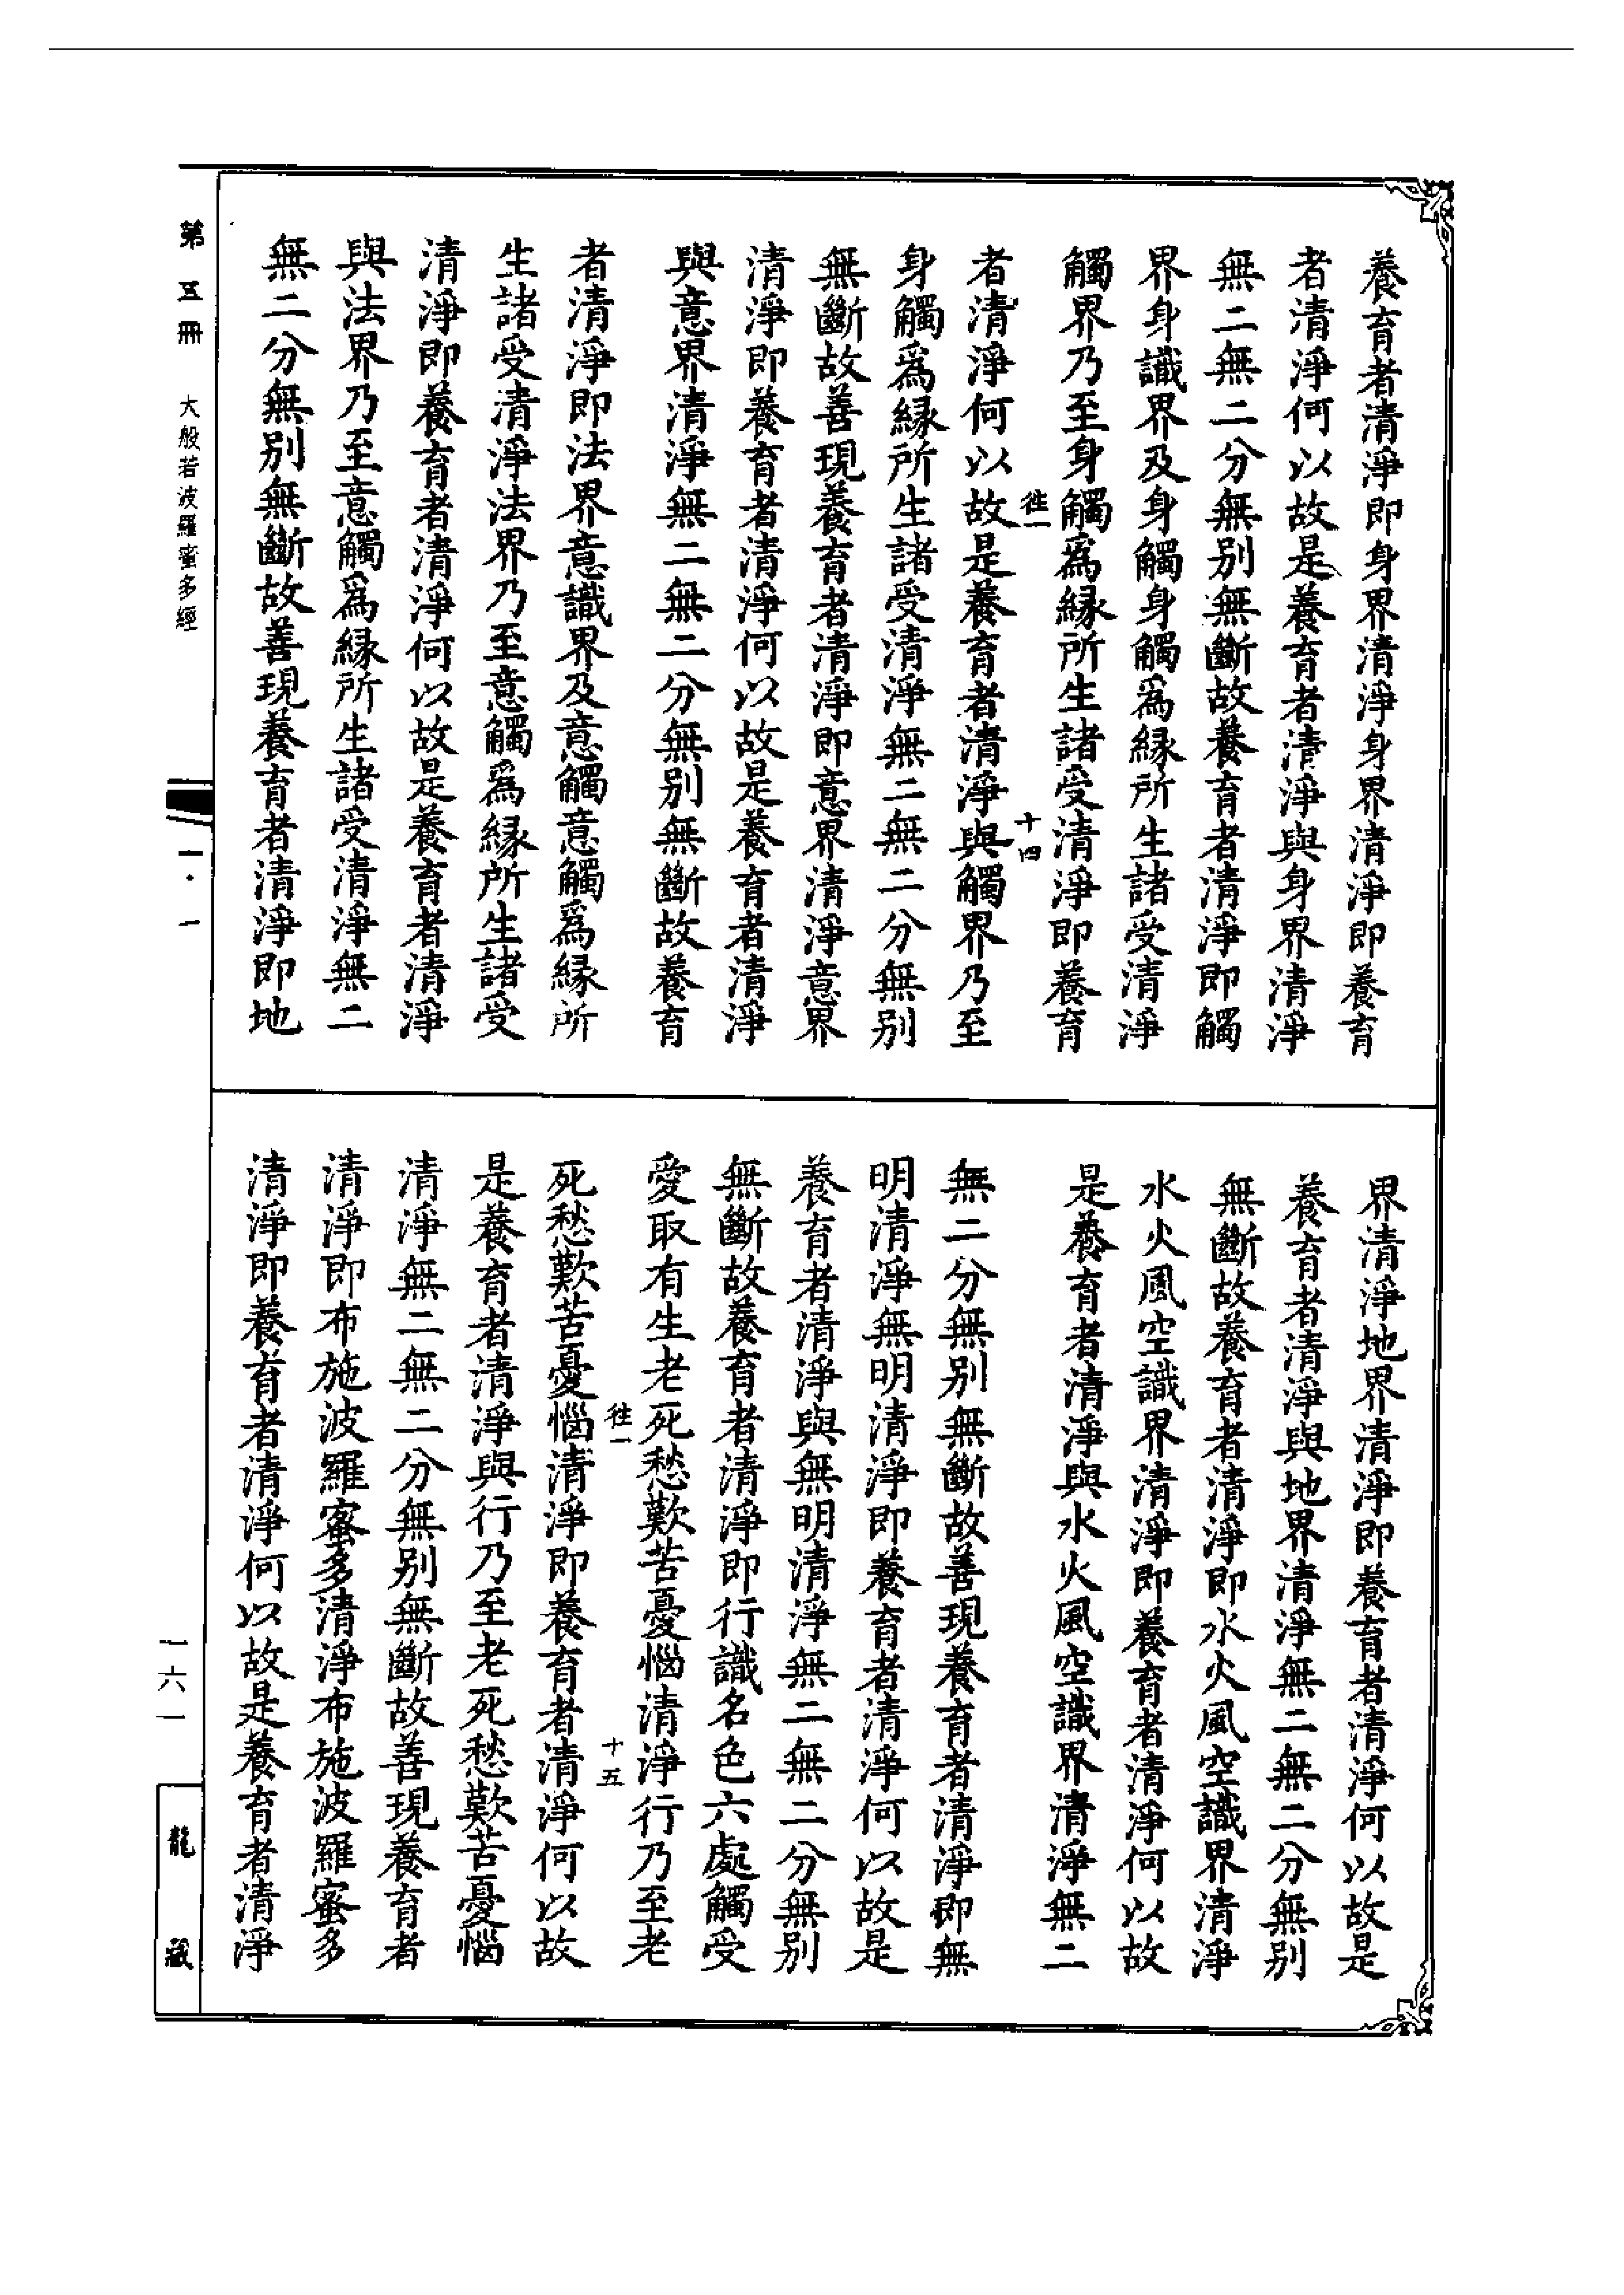 養育者清淨即身界清淨身界清淨即養育
者清淨何以故是養育者清淨與身界清淨
無二無二分無別無斷故養育者清淨即觸
界身識界及身觸身觸爲緣所生諸受清淨
觸界乃至身觸爲緣所生諸受清淨即養育
徃一 十四
者清淨何以故是養育者清淨與觸界乃至
身觸爲緣所生諸受清淨無二無二分無別
無斷故善現養育者清淨即意界清淨意界
清淨即養育者清淨何以故是養育者清淨
與意界清淨無二無二分無別無斷故養育
者清淨即法界意識界及意觸意觸爲緣所
生諸受清淨法界乃至意觸爲緣所生諸受
清淨即養育者清淨何以故是養育者清淨
與法界乃至意觸爲緣所生諸受清淨無二
無二分無別無斷故善現養育者清淨即地
界清淨地界清淨即養育者清淨何以故是
養育者清淨與地界清淨無二無二分無別
無斷故養育者清淨即水火風空識界清淨
水火風空識界清淨即養育者清淨何以故
是養育者清淨與水火風空識界清淨無二
無二分無別無斷故善現養育者清淨即無
明清淨無明清淨即養育者清淨何以故是
養育者清淨與無明清淨無二無二分無別
無斷故養育者清淨即行識名色六處觸受
愛取有生老死愁歎苦憂惱清淨行乃至老
徃一 十五
死愁歎苦憂惱清淨即養育者清淨何以故
是養育者清淨與行乃至老死愁歎苦憂惱
清淨無二無二分無別無斷故善現養育者
清淨即布施波羅蜜多清淨布施波羅蜜多
清淨即養育者清淨何以故是養育者清淨
第五冊 大般若波羅蜜多經 一·一
一六一
龍藏